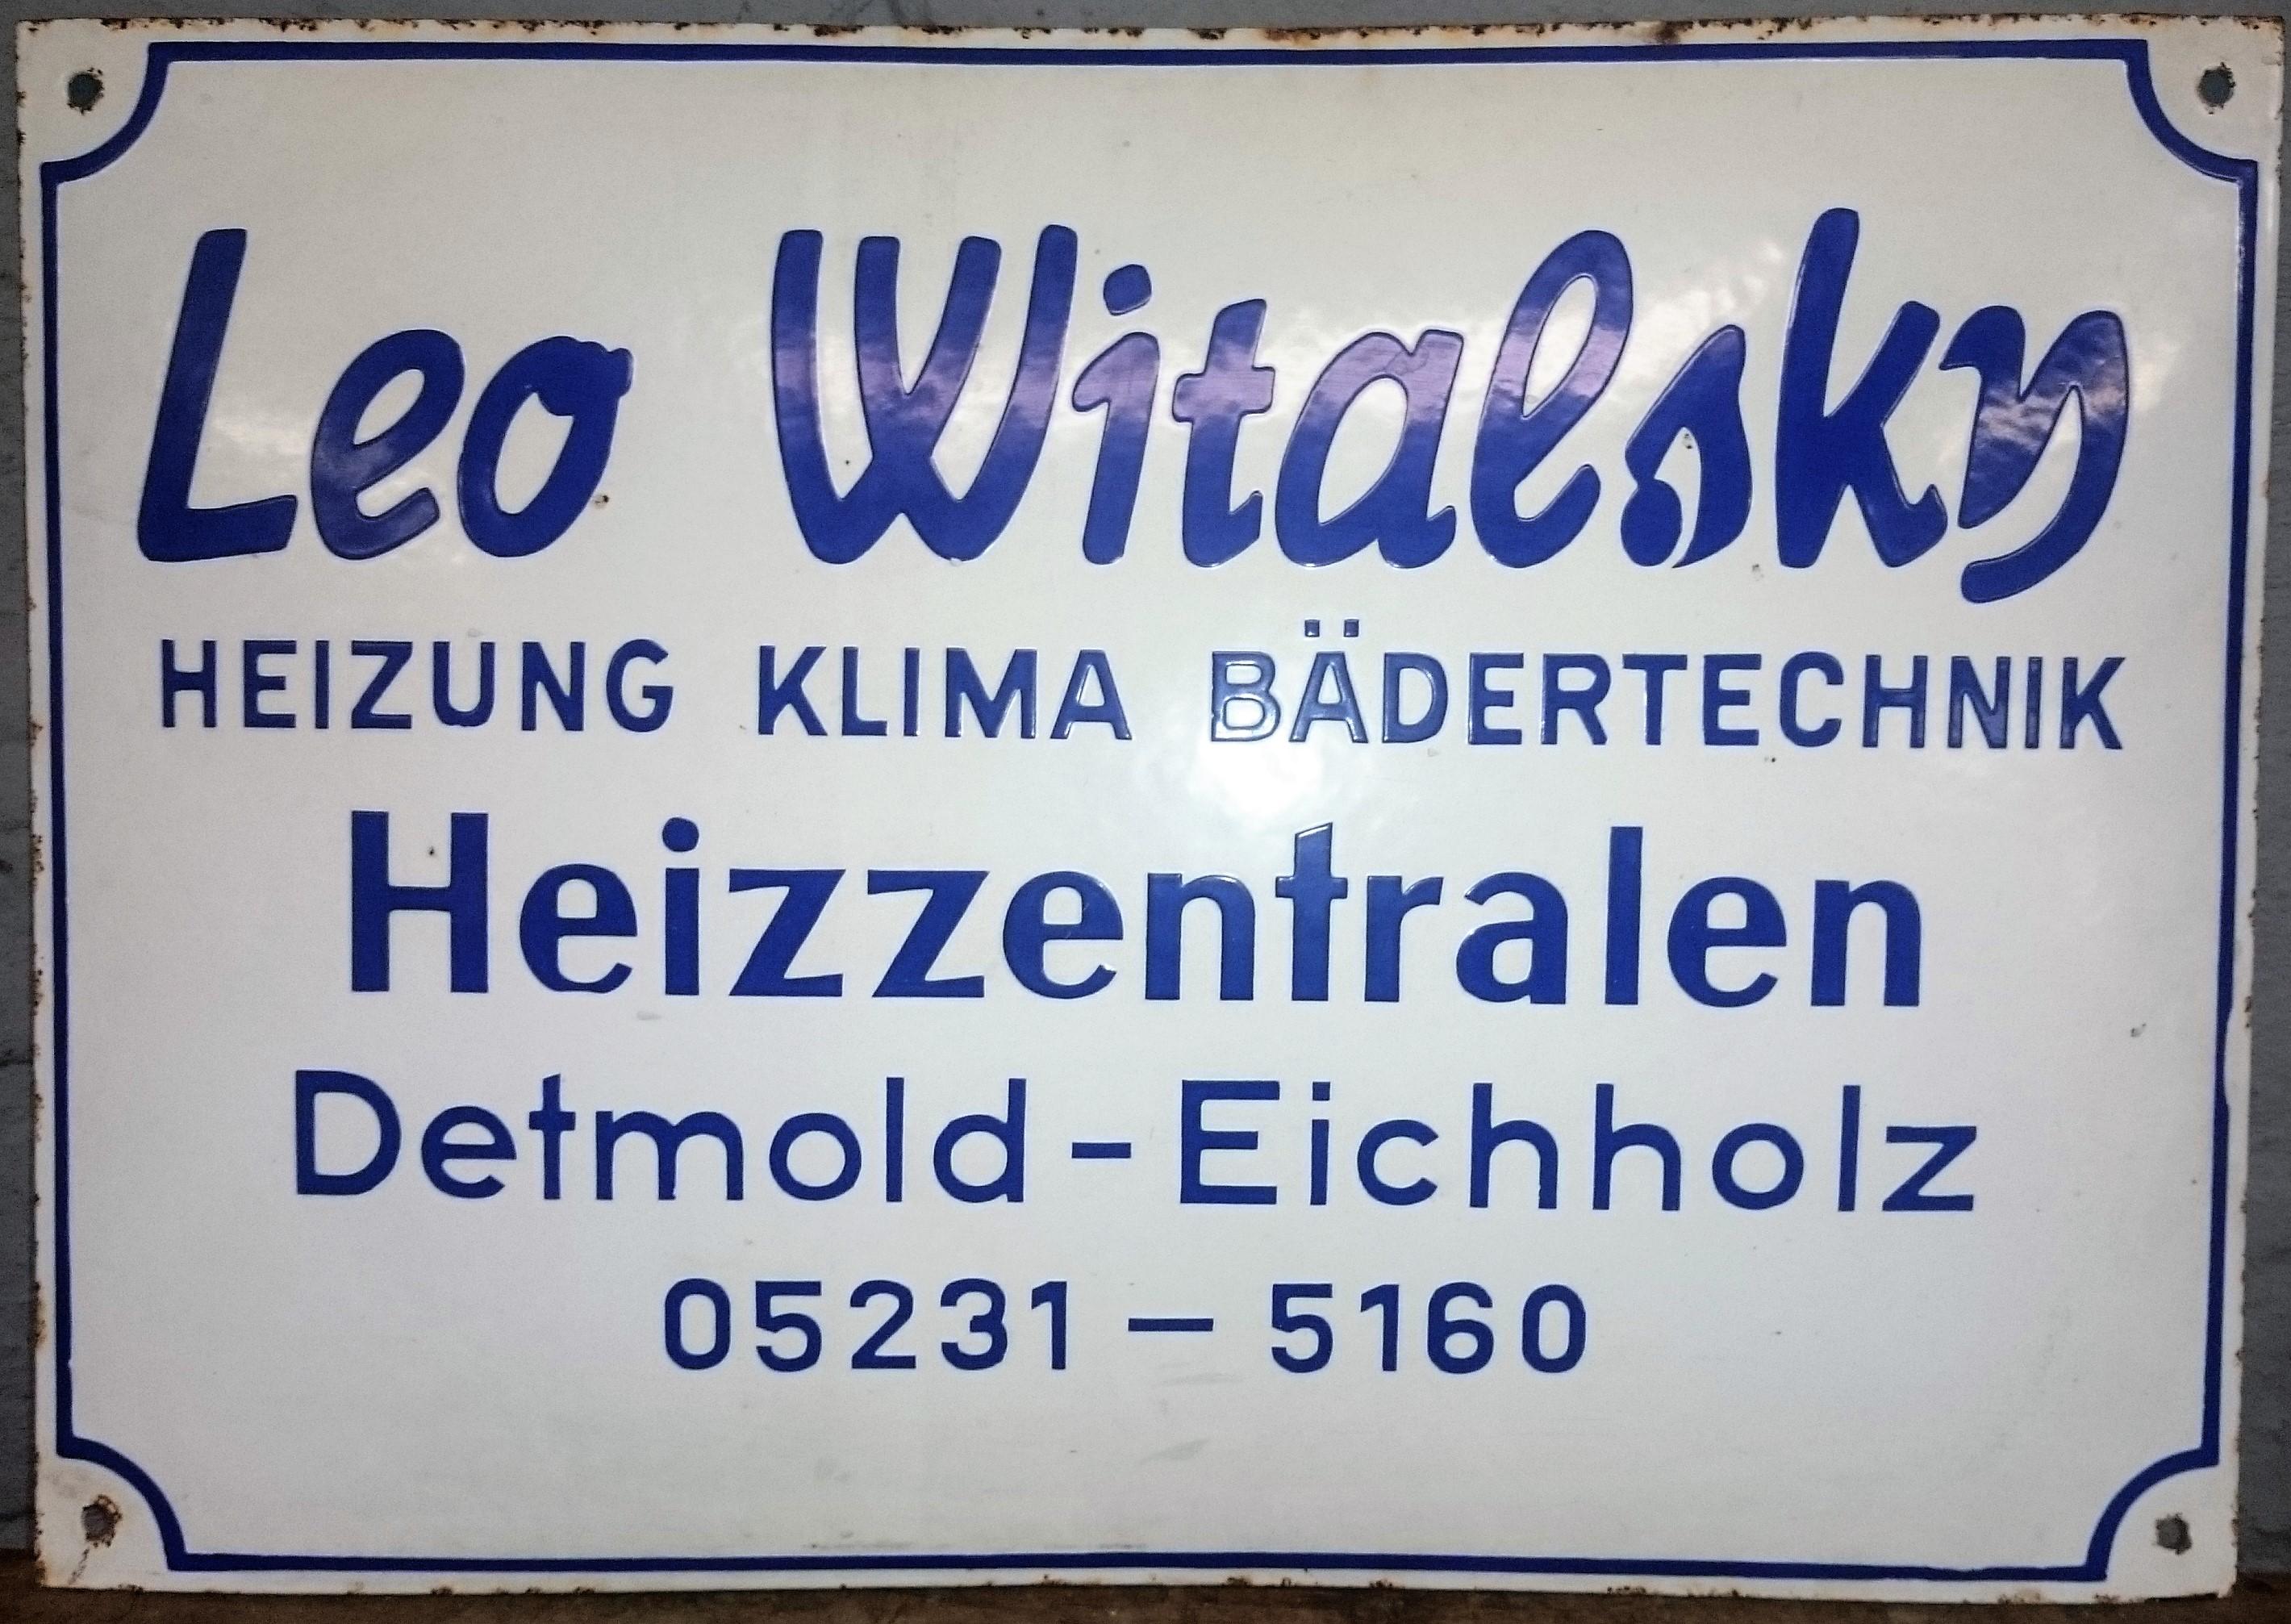 Leo Witalsky
HEIZUNG KLIMA BÄDERTECHNIK
Heizzentralen
Detmold - Eichholz
05231 — 5160